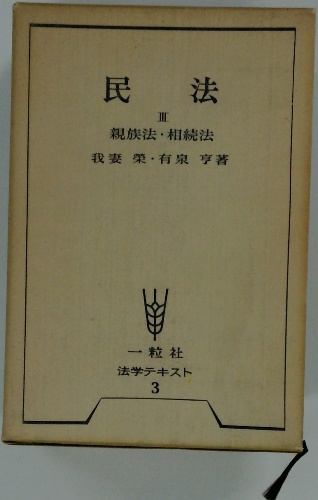 民法
III
親族法・相続法
我妻 榮・有泉 亨著
一粒社
法学テキスト
3